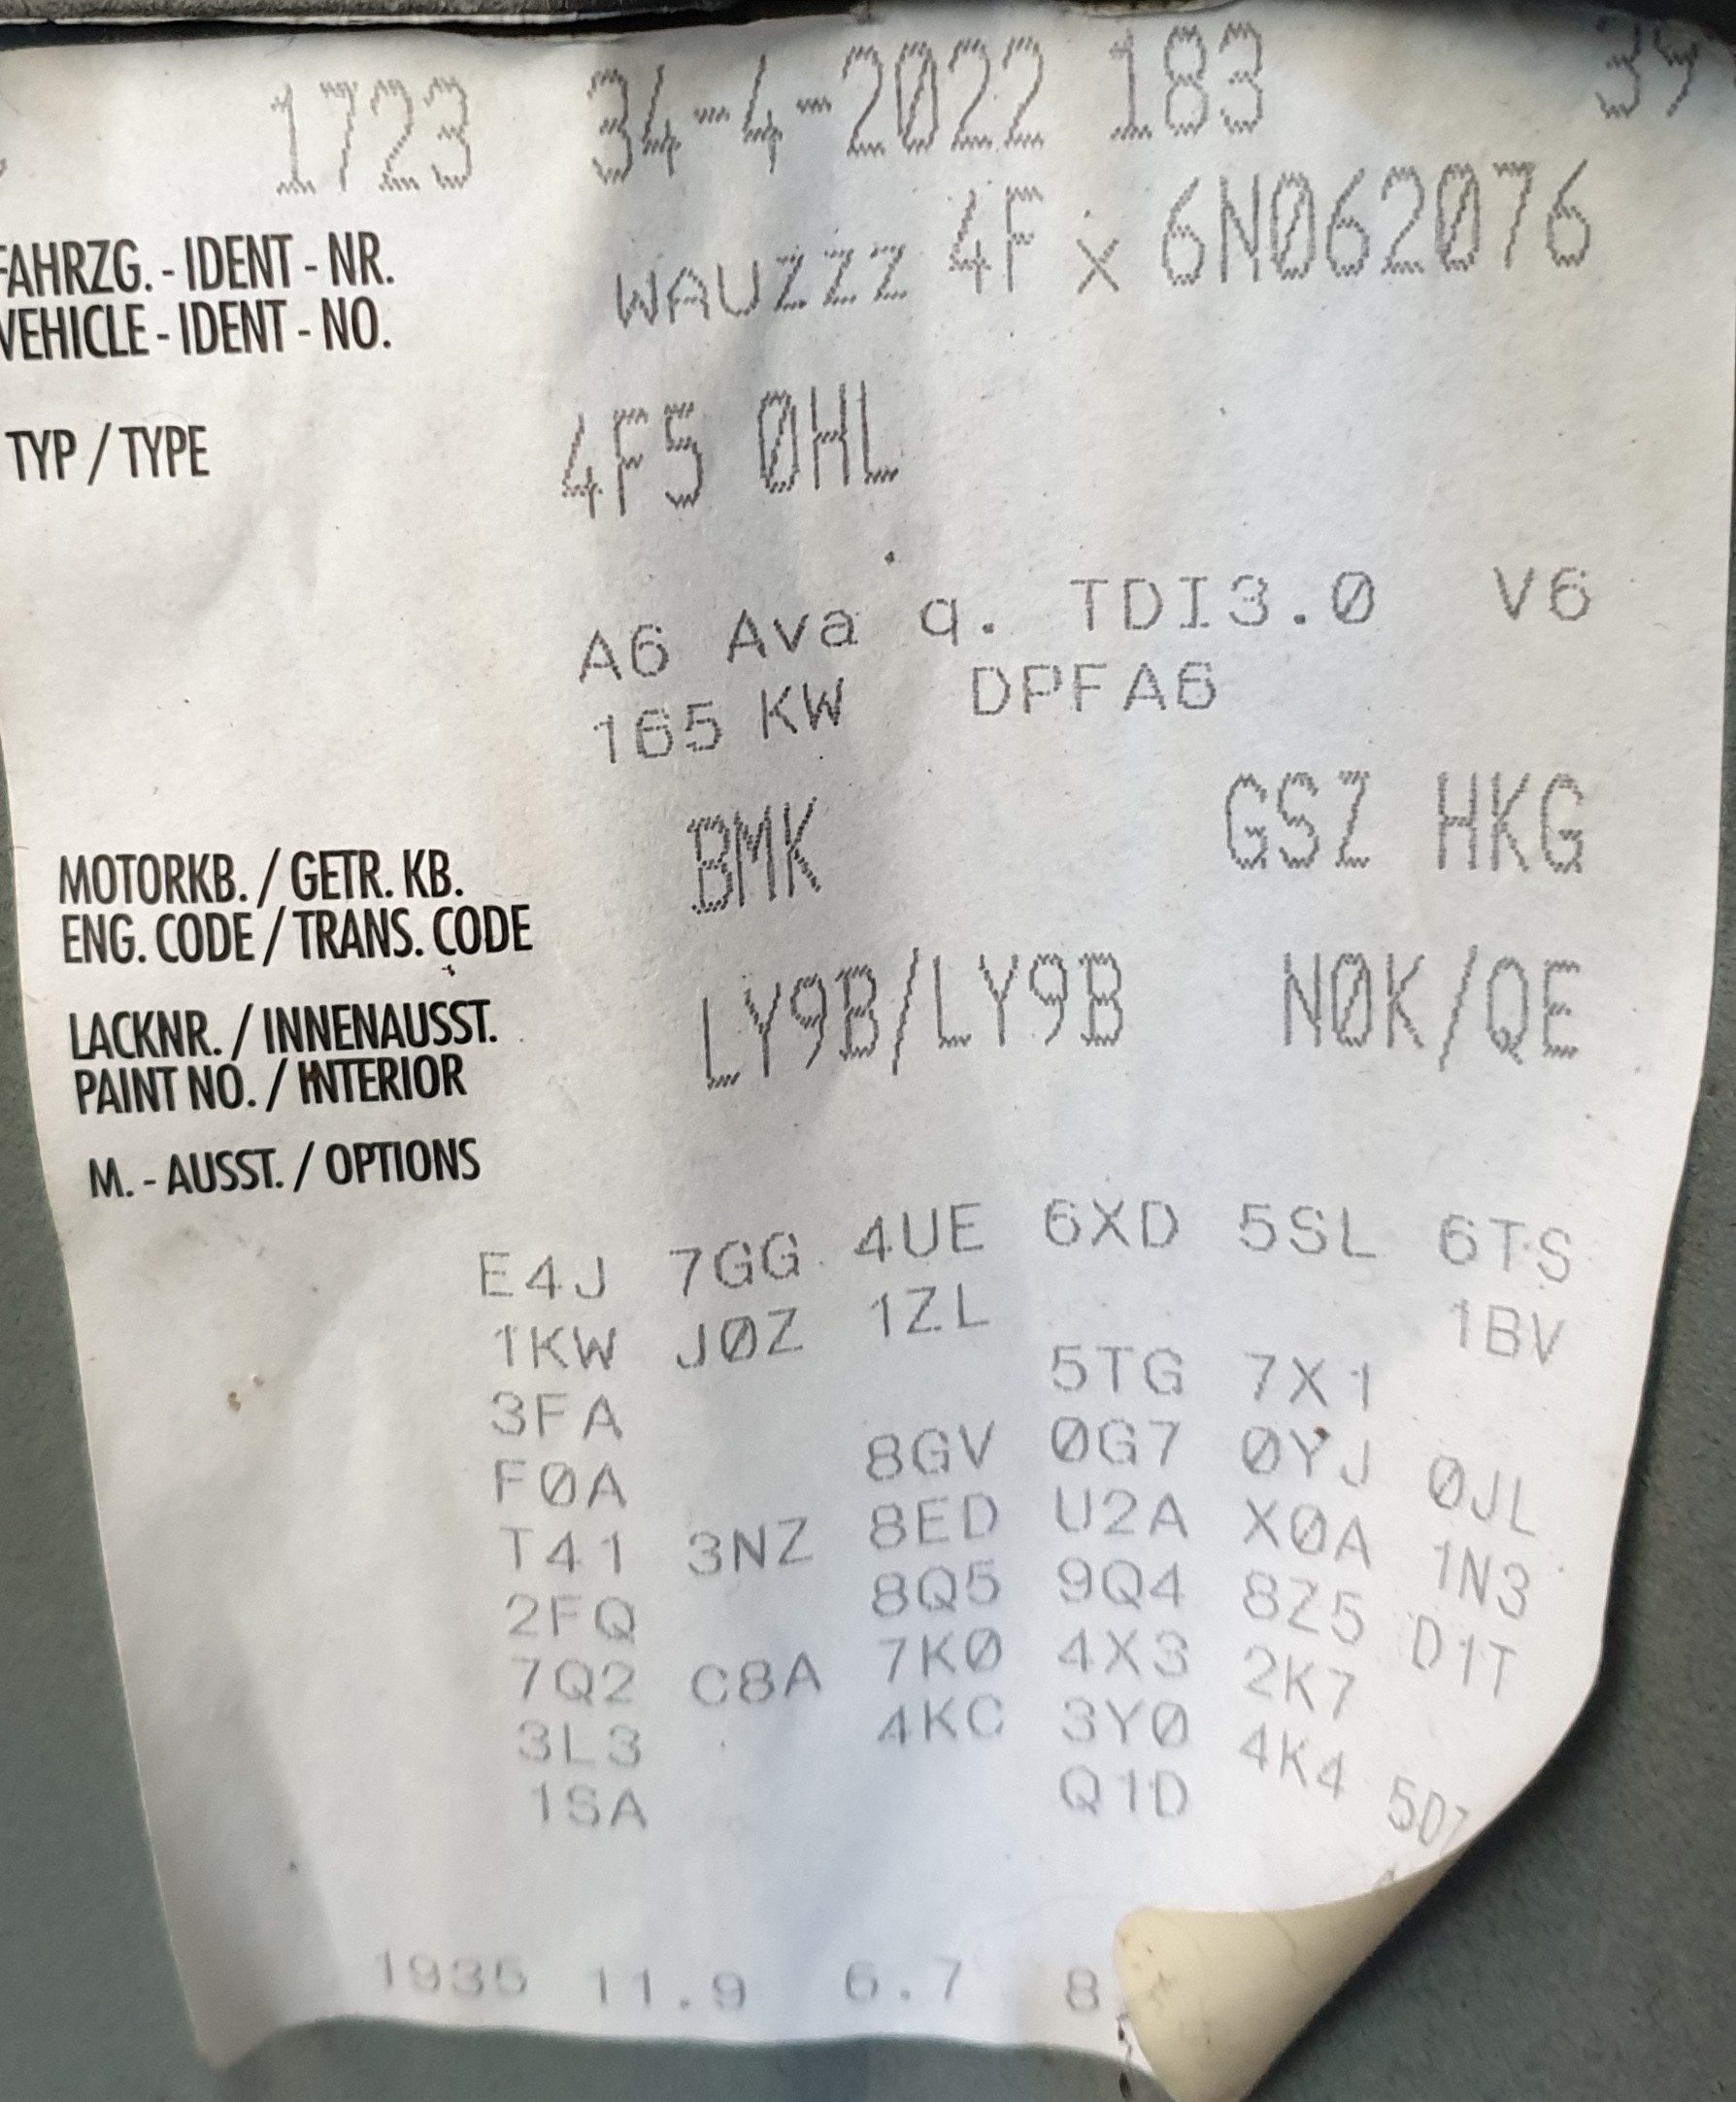 1723 34-4-2022 183 39
FAHRZG. - IDENT - NR.
VEHICLE - IDENT - NO.
WAUZZZ 4F x 6N062076
TYP / TYPE 4F5 0HL
A6 Ava q. TDI3.0 V6
165 KW DPFA6
MOTORKB. / GETR. KB.
ENG. CODE / TRANS. CODE
BMK GSZ HKG
LACKNR. / INNENAUSST.
PAINT NO. / INTERIOR
LY9B/LY9B N0K/QE
M. - AUSST. / OPTIONS
E4J 7GG 4UE 6XD 5SL 6TS
1KW J0Z 1ZL 1BV
3FA 5TG 7X1
F0A 8GV 0G7 0YJ 0JL
T41 3NZ 8ED U2A X0A 1N3
2FQ 8Q5 9Q4 8Z5 D1T
7Q2 C8A 7K0 4X3 2K7
3L3 4KC 3Y0 4K4
1SA Q1D
1935 11.9 6.7 8